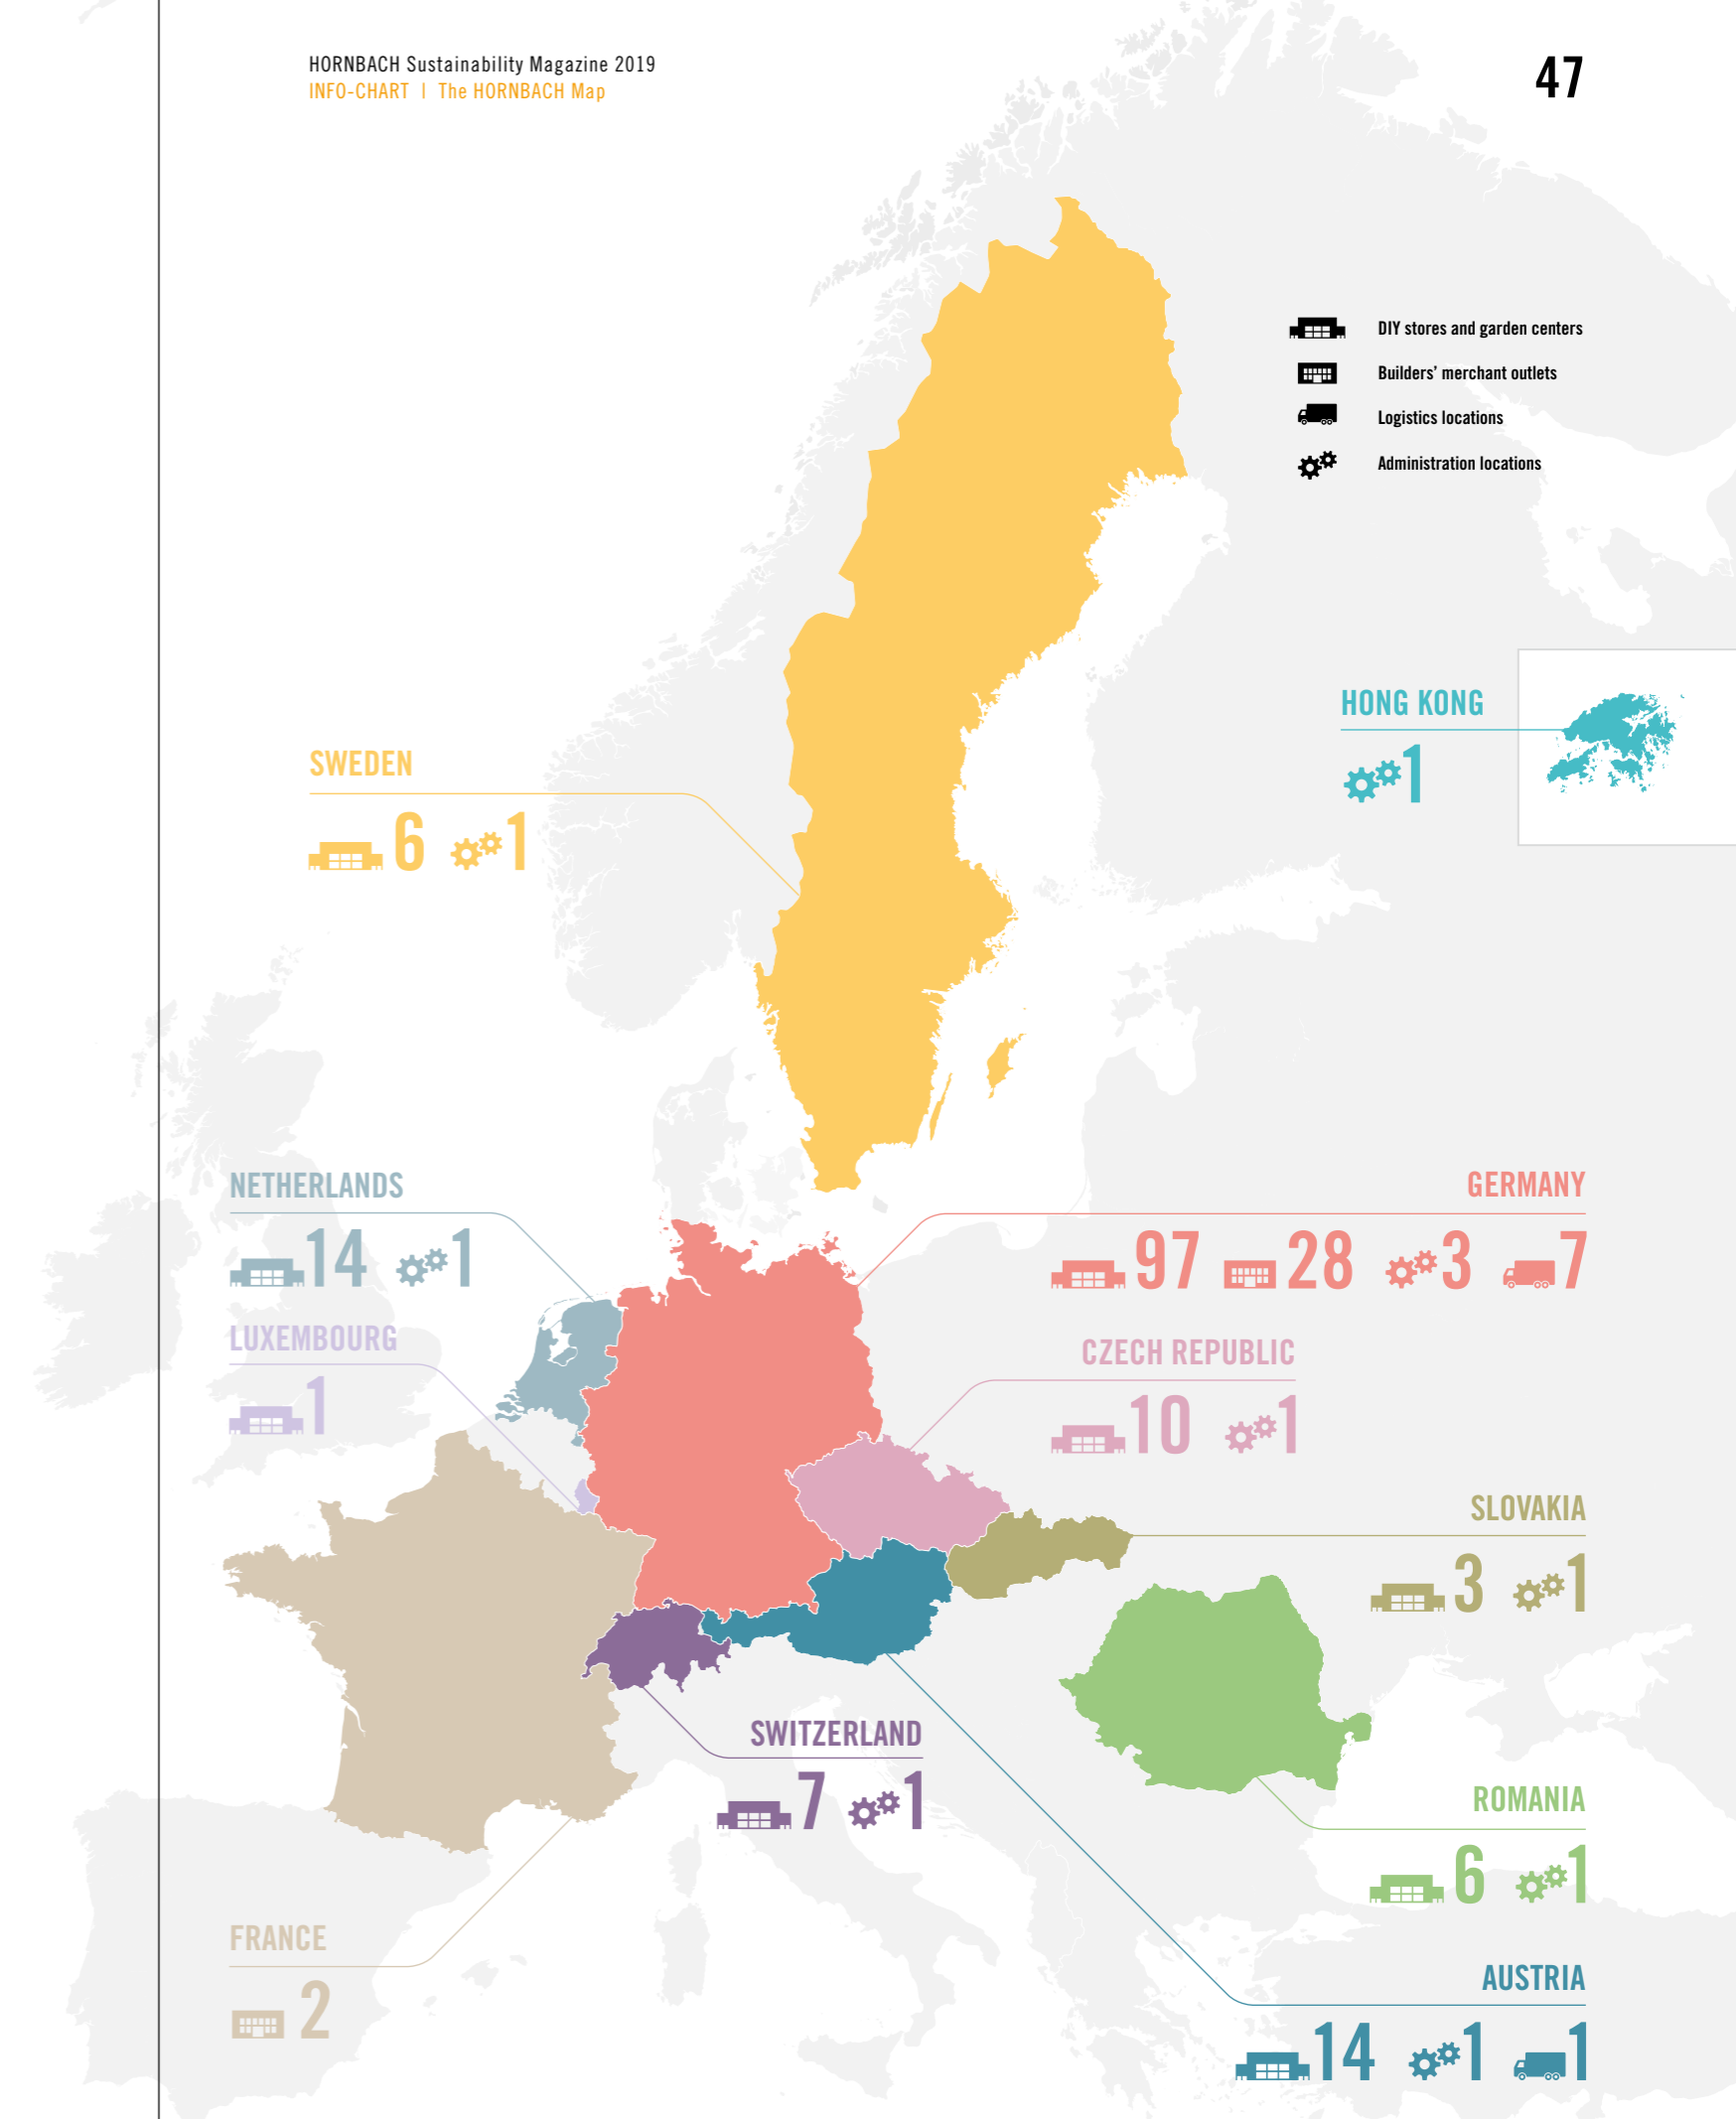 HORNBACH Sustainability Magazine 2019
INFO-CHART | The HORNBACH Map
47
DIY stores and garden centers
Builders' merchant outlets
Logistics locations
Administration locations
HONG KONG
1
SWEDEN
6 1
NETHERLANDS
14 1
GERMANY
97 28 3 7
LUXEMBOURG
1
CZECH REPUBLIC
10 1
SLOVAKIA
3 1
SWITZERLAND
7 1
ROMANIA
6 1
FRANCE
2
AUSTRIA
14 1 1